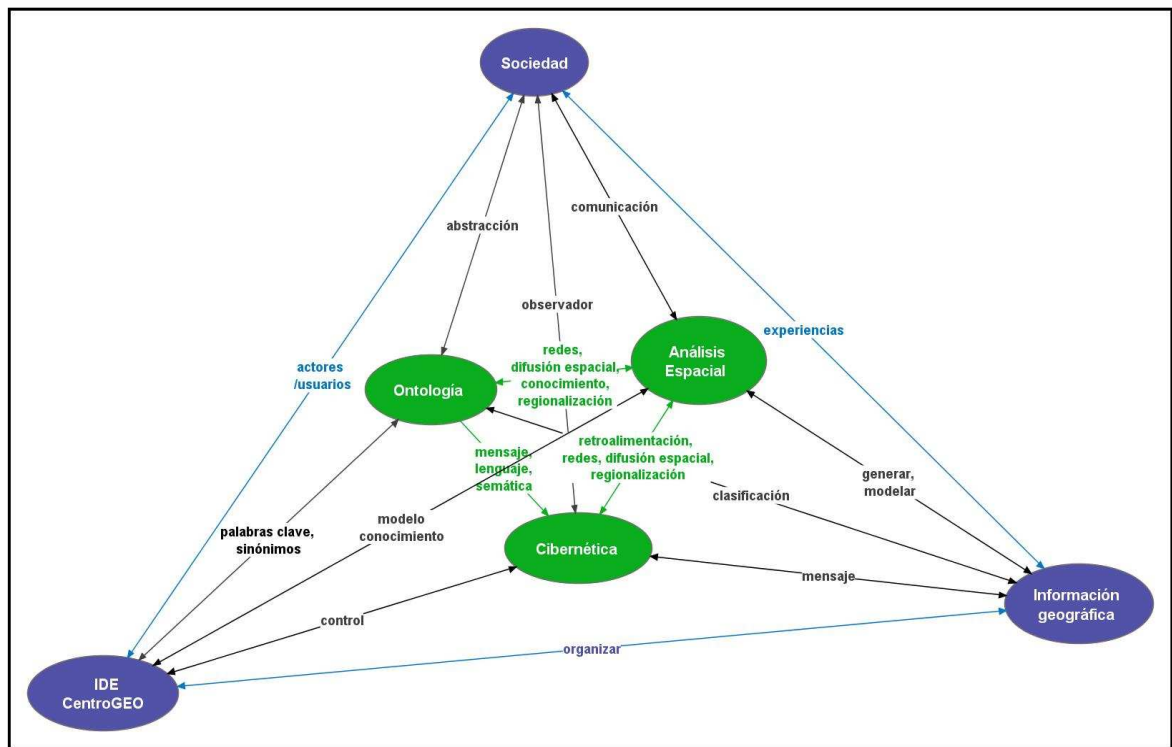 Sociedad
abstracción
comunicación
observador
experiencias
actores
/usuarios
Ontología
redes,
difusión espacial,
conocimiento,
regionalización
Análisis
Espacial
mensaje,
lenguaje,
semática
retroalimentación,
redes, difusión espacial,
regionalización
generar,
modelar
clasificación
palabras clave,
sinónimos
modelo
conocimiento
Cibernética
mensaje
Información
geográfica
control
organizar
IDE
CentroGEO